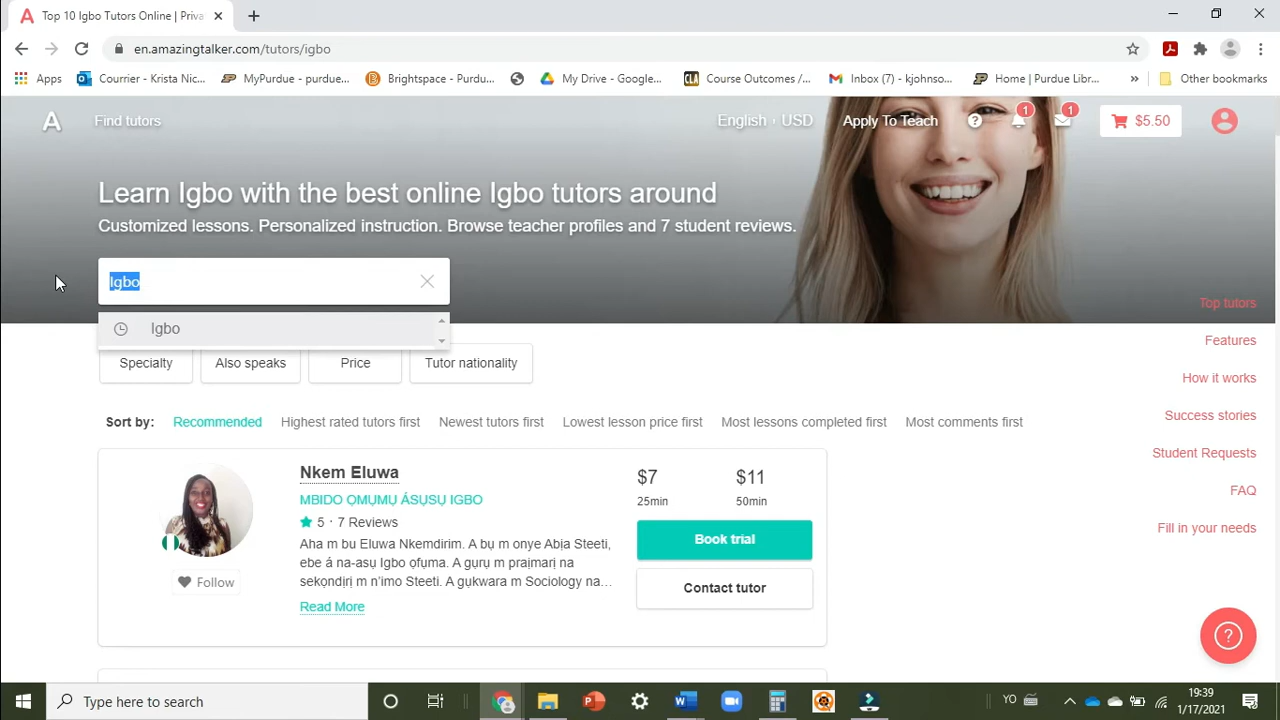 Top 10 Igbo Tutors Online | Priva
en.amazingtalker.com/tutors/igbo
Apps
Courrier - Krista Nic...
MyPurdue - purdue...
Brightspace - Purdu...
My Drive - Google...
Course Outcomes /...
Inbox (7) - kjohnso...
Home | Purdue Libr...
»
Other bookmarks
Find tutors
English
USD
Apply To Teach
1
1
$5.50
Learn Igbo with the best online Igbo tutors around
Customized lessons. Personalized instruction. Browse teacher profiles and 7 student reviews.
Igbo
Igbo
Top tutors
Features
How it works
Success stories
Student Requests
FAQ
Fill in your needs
Specialty
Also speaks
Price
Tutor nationality
Sort by:
Recommended
Highest rated tutors first
Newest tutors first
Lowest lesson price first
Most lessons completed first
Most comments first
Nkem Eluwa
MBIDO ỌMỤMỤ ÁSỤSỤ IGBO
5 · 7 Reviews
Aha m bu Eluwa Nkemdirim. A bụ m onye Abịa Steeti,
ebe á na-asụ Igbo ọfụma. A gụrụ m praịmarị na
sekọndịrị m n'imo Steeti. A gụkwara m Sociology na...
Read More
Follow
$7
25min
$11
50min
Book trial
Contact tutor
?
Type here to search
YO
19:39
1/17/2021